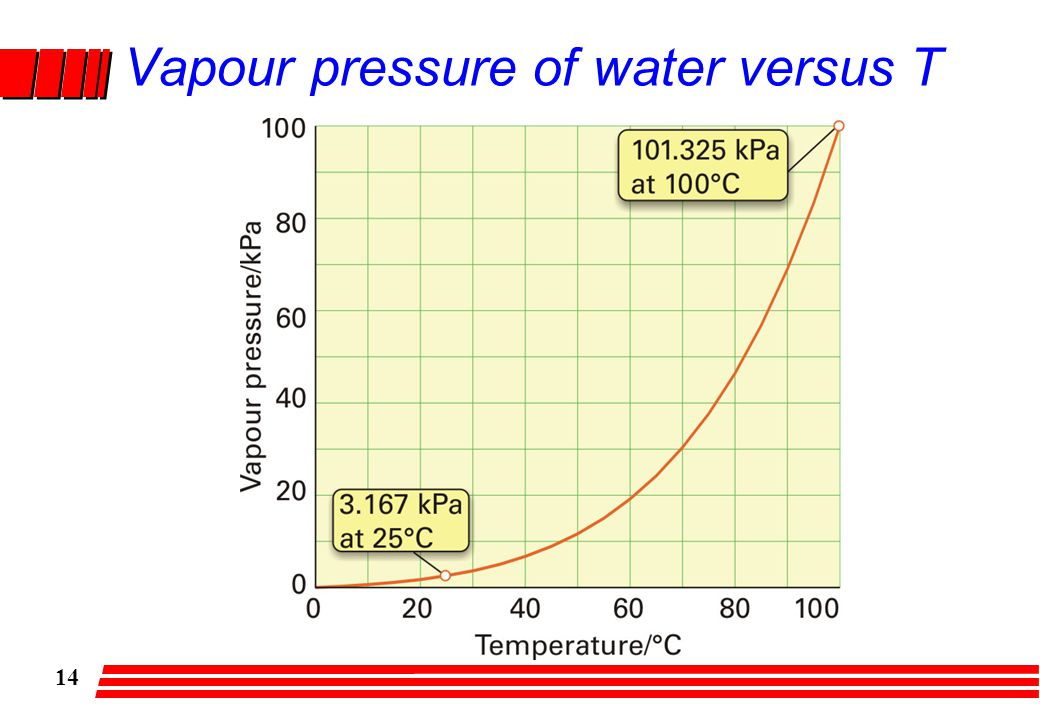 Vapour pressure of water versus T
100
80
60
40
20
0
Vapour pressure/kPa
101.325 kPa
at 100°C
3.167 kPa
at 25°C
0 20 40 60 80 100
Temperature/°C
14